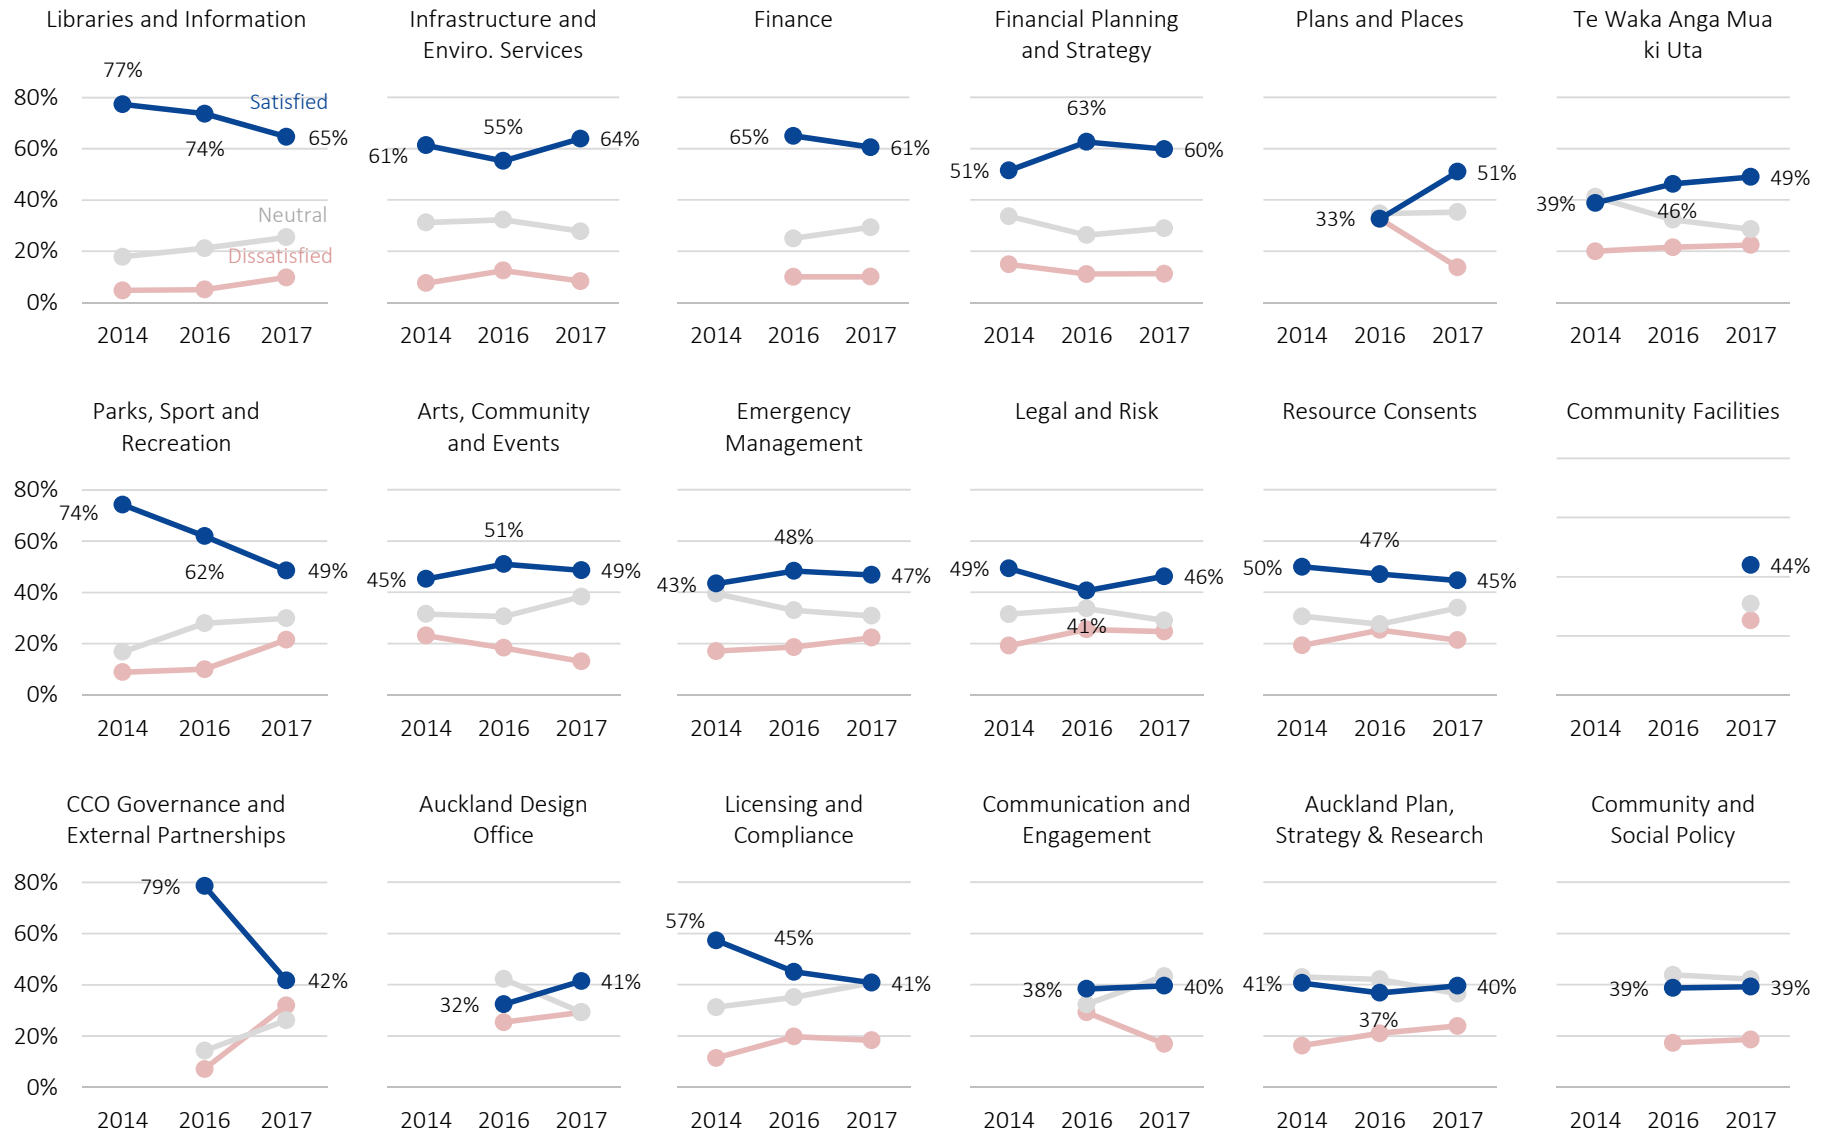 Libraries and Information
Infrastructure and
Enviro. Services
Finance
Financial Planning
and Strategy
Plans and Places
Te Waka Anga Mua
ki Uta
80%
60%
40%
20%
0%
77%
74%
65%
Satisfied
Neutral
Dissatisfied
2014 2016 2017
61%
55%
64%
2014 2016 2017
65%
61%
2014 2016 2017
51%
63%
60%
2014 2016 2017
33%
51%
2014 2016 2017
39%
46%
49%
2014 2016 2017
Parks, Sport and
Recreation
Arts, Community
and Events
Emergency
Management
Legal and Risk
Resource Consents
Community Facilities
80%
60%
40%
20%
0%
74%
62%
49%
2014 2016 2017
45%
51%
49%
2014 2016 2017
43%
48%
47%
2014 2016 2017
49%
41%
46%
2014 2016 2017
50%
47%
45%
2014 2016 2017
44%
2014 2016 2017
CCO Governance and
External Partnerships
Auckland Design
Office
Licensing and
Compliance
Communication and
Engagement
Auckland Plan,
Strategy & Research
Community and
Social Policy
80%
60%
40%
20%
0%
79%
42%
2014 2016 2017
32%
41%
2014 2016 2017
57%
45%
41%
2014 2016 2017
38%
40%
2014 2016 2017
41%
37%
40%
2014 2016 2017
39%
39%
2014 2016 2017